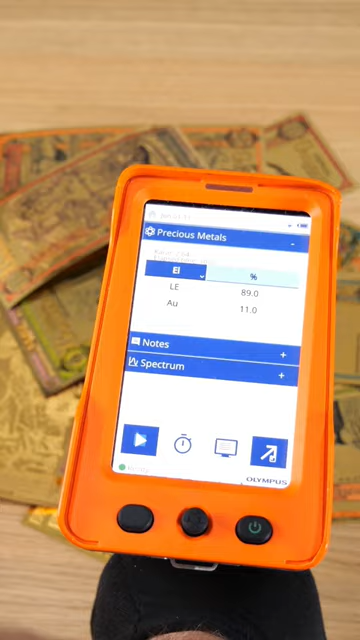 Precious Metals -
El %
LE 89.0
Au 11.0
Notes +
Spectrum +
OLYMPUS